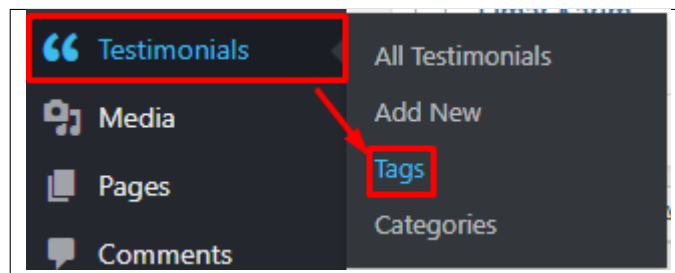 Testimonials
Media
Pages
Comments
All Testimonials
Add New
Tags
Categories